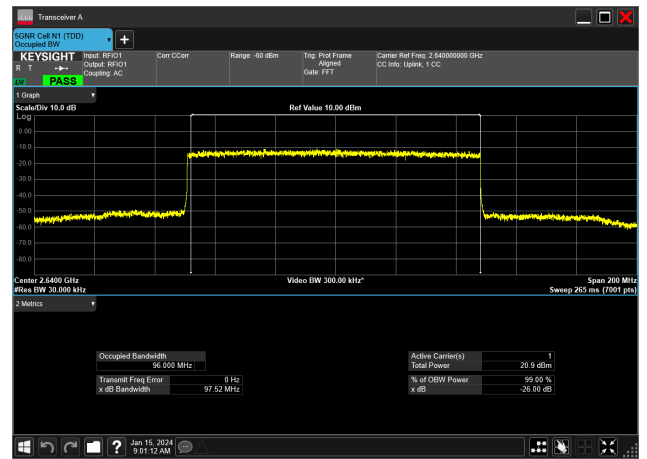 Transceiver A
5GNR Cell N1 (TDD)
Occupied BW
KEYSIGHT
R T
LW PASS
Input: RFIO1
Output: RFIO1
Coupling: AC
Corr CCorr
Range: -60 dBm
Trig: Prot Frame
Aligned
Gate: FFT
Carrier Ref Freq: 2.640000000 GHz
CC Info: Uplink, 1 CC
1 Graph
Scale/Div 10.0 dB
Ref Value 10.00 dBm
Log
0.00
-10.0
-20.0
-30.0
-40.0
-50.0
-60.0
-70.0
-80.0
Center 2.6400 GHz
Video BW 300.00 kHz*
Span 200 MHz
#Res BW 30.000 kHz
Sweep 265 ms (7001 pts)
2 Metrics
Occupied Bandwidth
96.000 MHz
Active Carrier(s) 1
Total Power 20.9 dBm
Transmit Freq Error 0 Hz
x dB Bandwidth 97.52 MHz
% of OBW Power 99.00 %
x dB -26.00 dB
?
Jan 15, 2024
9:01:12 AM